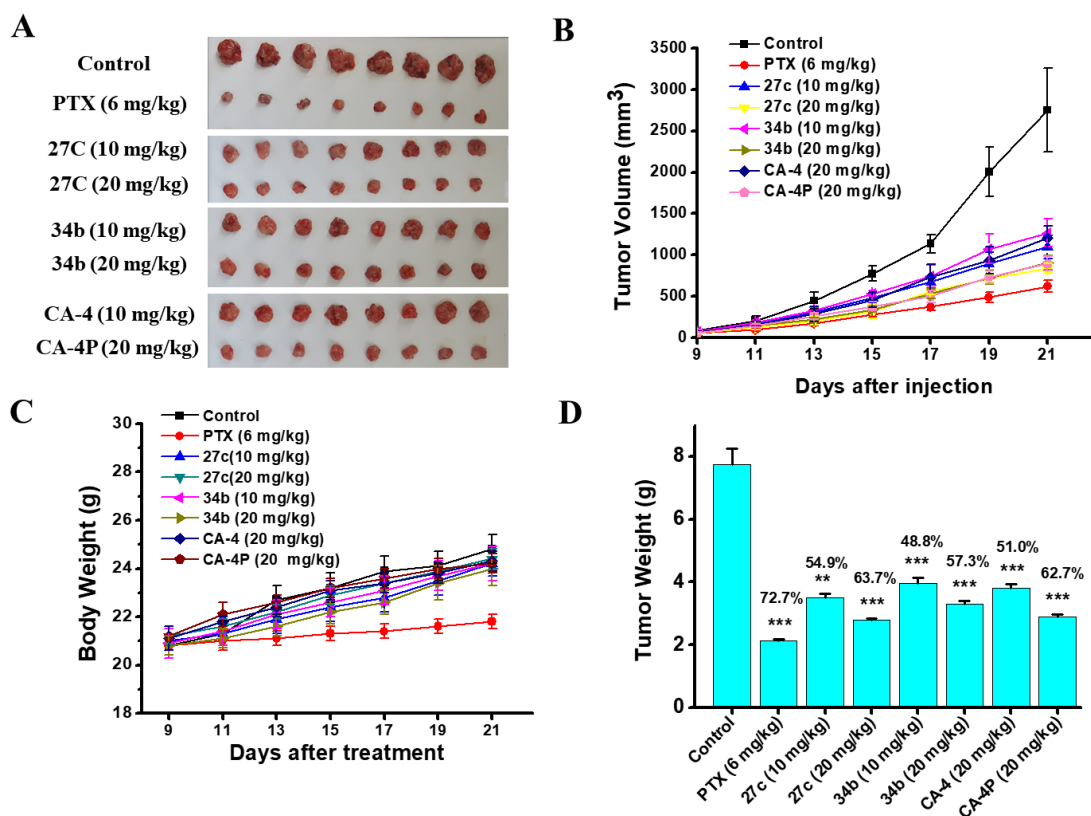 A
Control
PTX (6 mg/kg)
27C (10 mg/kg)
27C (20 mg/kg)
34b (10 mg/kg)
34b (20 mg/kg)
CA-4 (10 mg/kg)
CA-4P (20 mg/kg)
B
Tumor Volume (mm3)
3500
3000
2500
2000
1500
1000
500
0
Control
PTX (6 mg/kg)
27c (10 mg/kg)
27c (20 mg/kg)
34b (10 mg/kg)
34b (20 mg/kg)
CA-4 (20 mg/kg)
CA-4P (20 mg/kg)
9 11 13 15 17 19 21
Days after injection
C
Body Weight (g)
30
28
26
24
22
20
18
Control
PTX (6 mg/kg)
27c(10 mg/kg)
27c(20 mg/kg)
34b (10 mg/kg)
34b (20 mg/kg)
CA-4 (20 mg/kg)
CA-4P (20 mg/kg)
9 11 13 15 17 19 21
Days after treatment
D
Tumor Weight (g)
8
6
4
2
0
72.7%
***
54.9%
**
63.7%
***
48.8%
***
57.3%
***
51.0%
***
62.7%
***
Control
PTX (6 mg/kg)
27c (10 mg/kg)
27c (20 mg/kg)
34b (10 mg/kg)
34b (20 mg/kg)
CA-4 (20 mg/kg)
CA-4P (20 mg/kg)